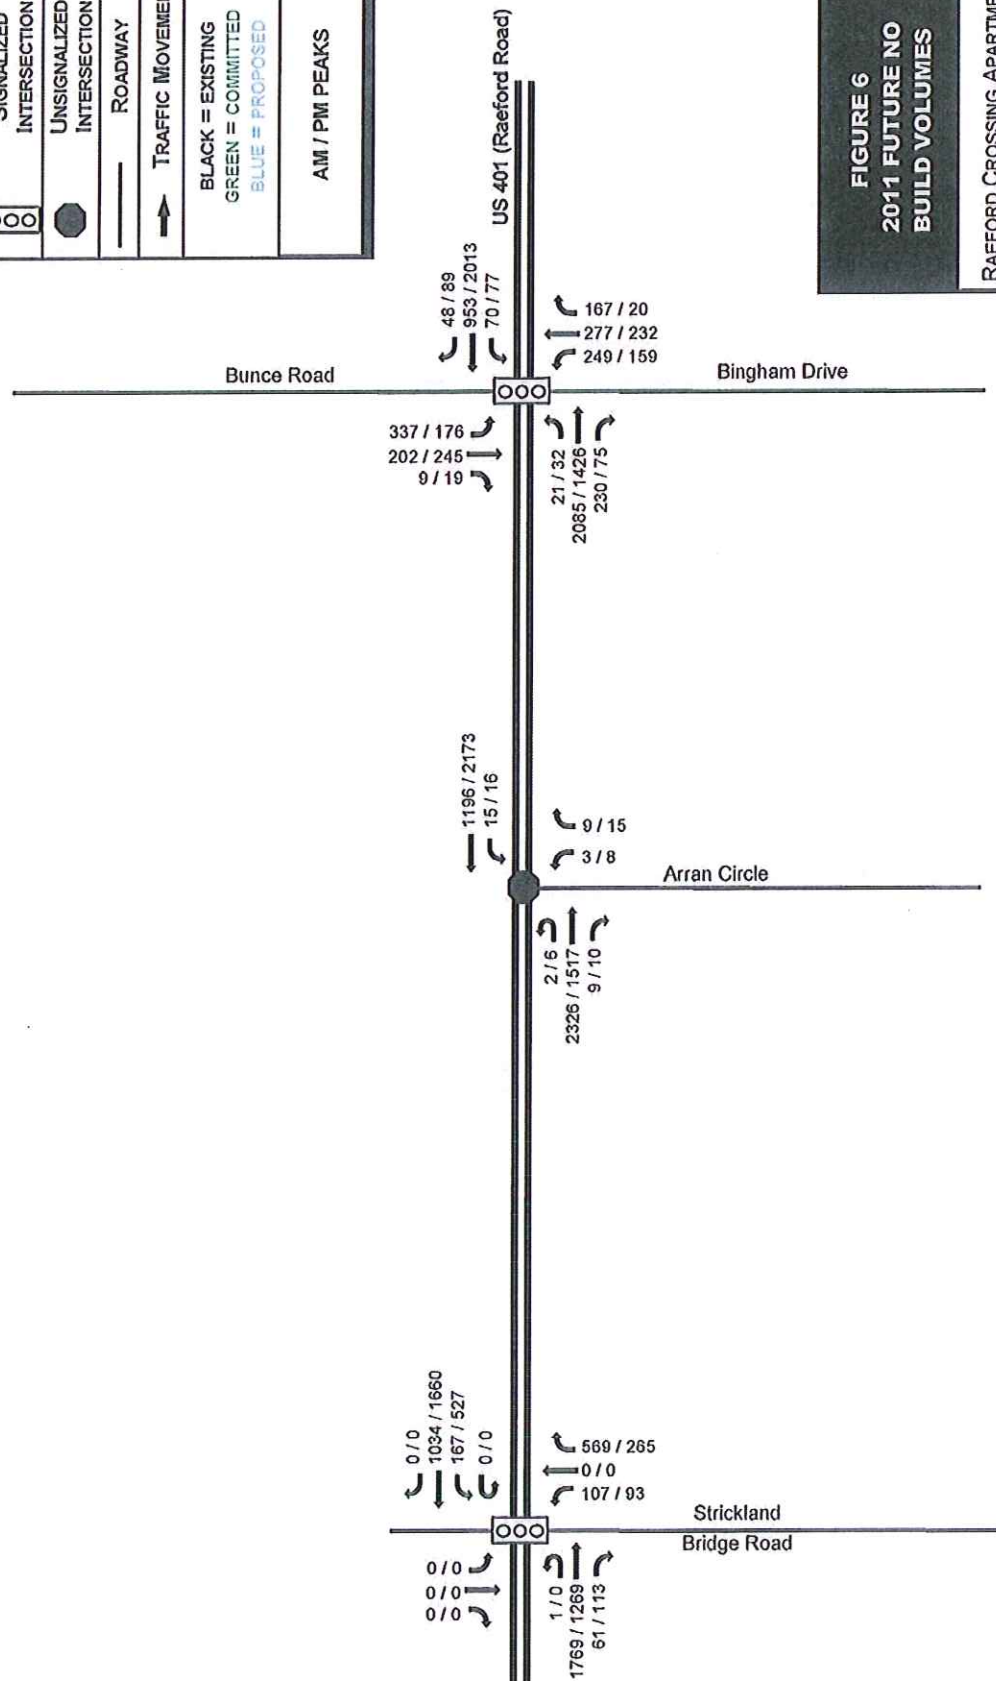 SIGNALIZED
INTERSECTION
UNSIGNALIZED
INTERSECTION
ROADWAY
TRAFFIC
BLACK = EXISTING
GREEN = COMMITTED
BLUE = PROPOSED
AM / PM PEAKS
US 401 (Raeford Road)
FIGURE 6
2011 FUTURE NO
BUILD VOLUMES
48 / 89
953 / 2013
70 / 77
167 / 20
277 / 232
249 / 159
Bunce Road
Bingham Drive
337 / 176
202 / 245
9 / 19
21 / 32
2085 / 1426
230 / 75
1196 / 2173
15 / 16
9 / 15
3 / 8
Arran Circle
2 / 6
2326 / 1517
9 / 10
0 / 0
1034 / 1660
167 / 527
0 / 0
569 / 265
0 / 0
107 / 93
Strickland
Bridge Road
0 / 0
0 / 0
0 / 0
1 / 0
1769 / 1269
61 / 113